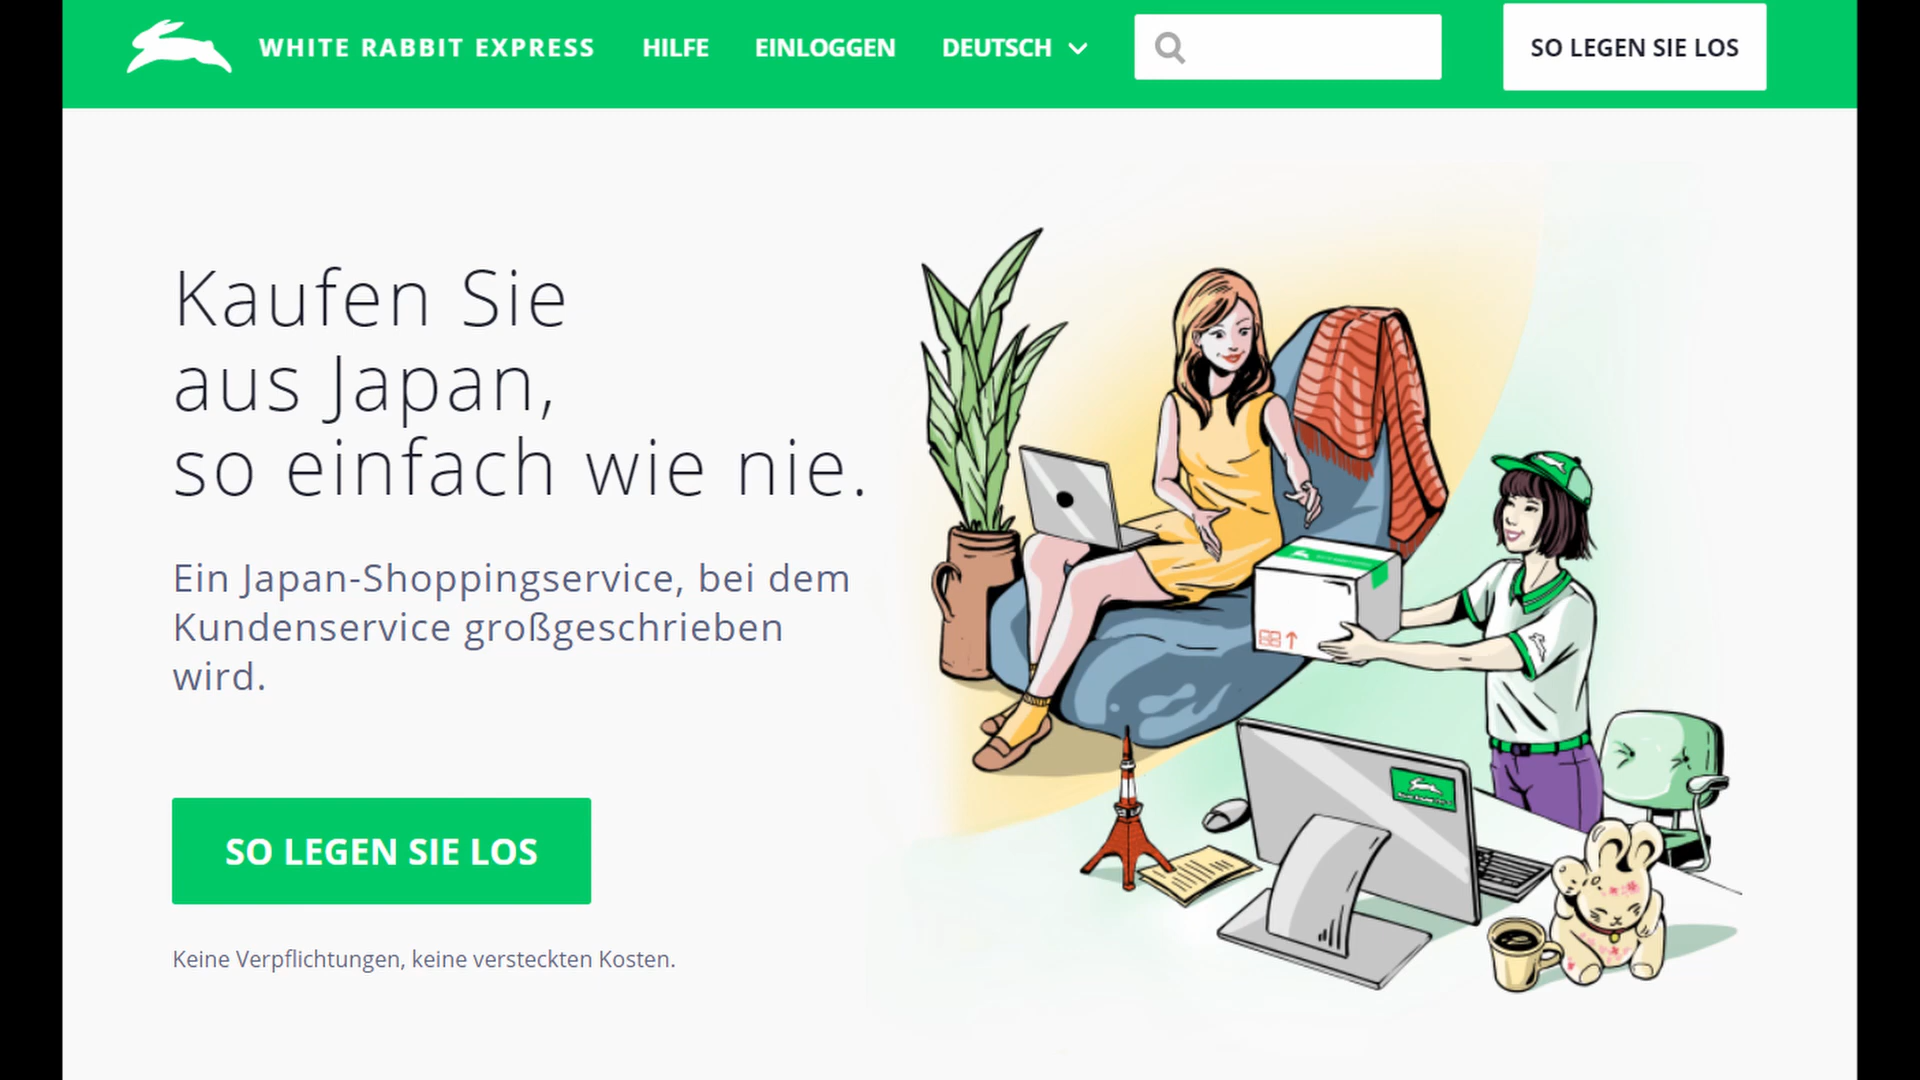 WHITE RABBIT EXPRESS
HILFE
EINLOGGEN
DEUTSCH
SO LEGEN SIE LOS
Kaufen Sie
aus Japan,
so einfach wie nie.
Ein Japan-Shoppingservice, bei dem
Kundenservice großgeschrieben
wird.
SO LEGEN SIE LOS
Keine Verpflichtungen, keine versteckten Kosten.